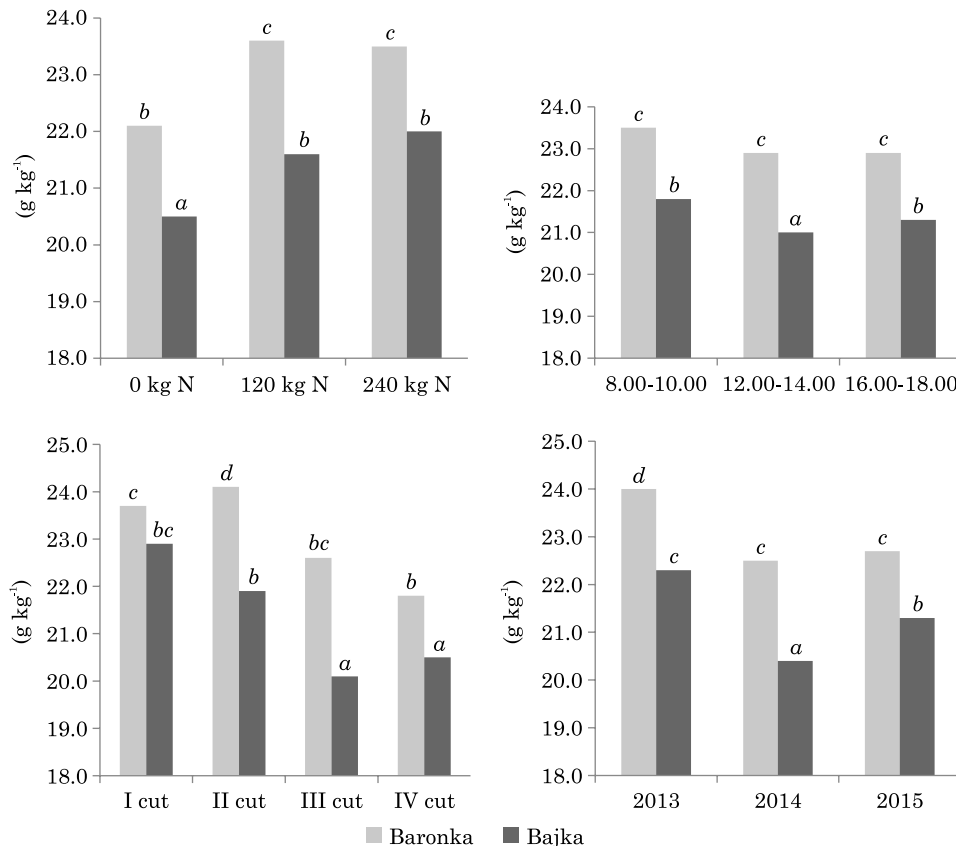 24.0
23.0
22.0
21.0
20.0
19.0
18.0
(g kg⁻¹)
b
a
c
b
c
b
0 kg N
120 kg N
240 kg N
24.0
23.0
22.0
21.0
20.0
19.0
18.0
(g kg⁻¹)
c
b
c
a
c
b
8.00-10.00
12.00-14.00
16.00-18.00
25.0
24.0
23.0
22.0
21.0
20.0
19.0
18.0
(g kg⁻¹)
c
bc
d
b
bc
a
b
a
I cut
II cut
III cut
IV cut
25.0
24.0
23.0
22.0
21.0
20.0
19.0
18.0
(g kg⁻¹)
d
c
c
a
c
b
2013
2014
2015
Baronka
Bajka